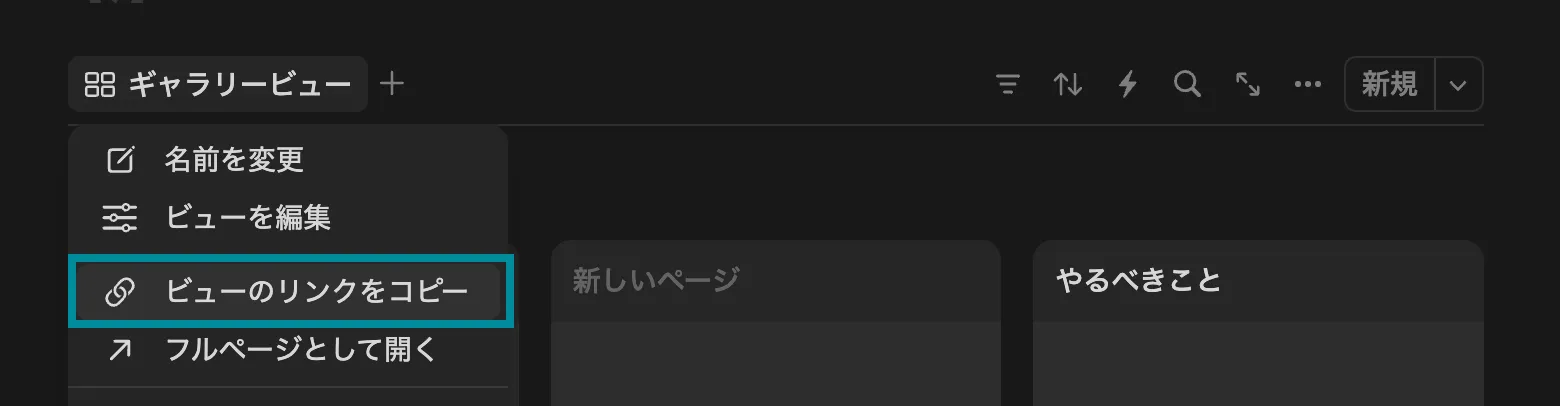 ギャラリービュー
新規
名前を変更
ビューを編集
ビューのリンクをコピー
フルページとして開く
新しいページ
やるべきこと